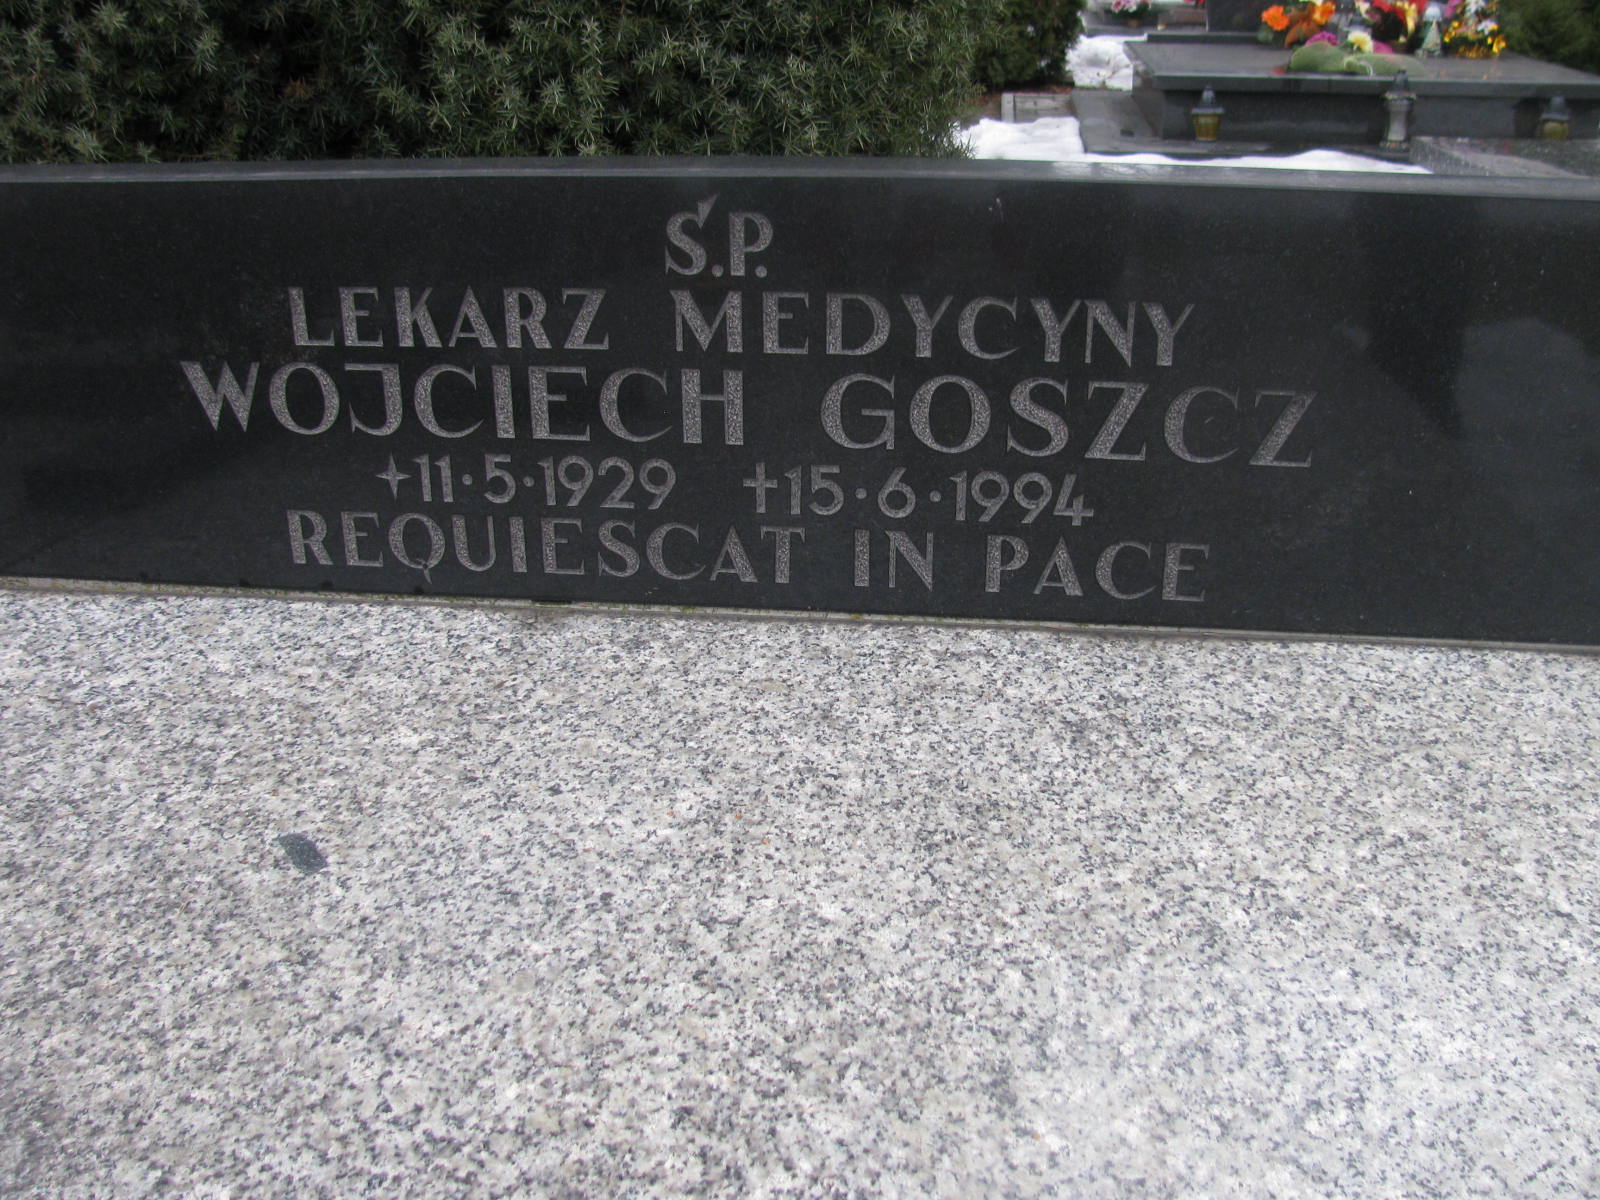 Ś.P.
LEKARZ MEDYCYNY
WOJCIECH GOSZCZ
✦11·5·1929 †15·6·1994
REQUIESCAT IN PACE